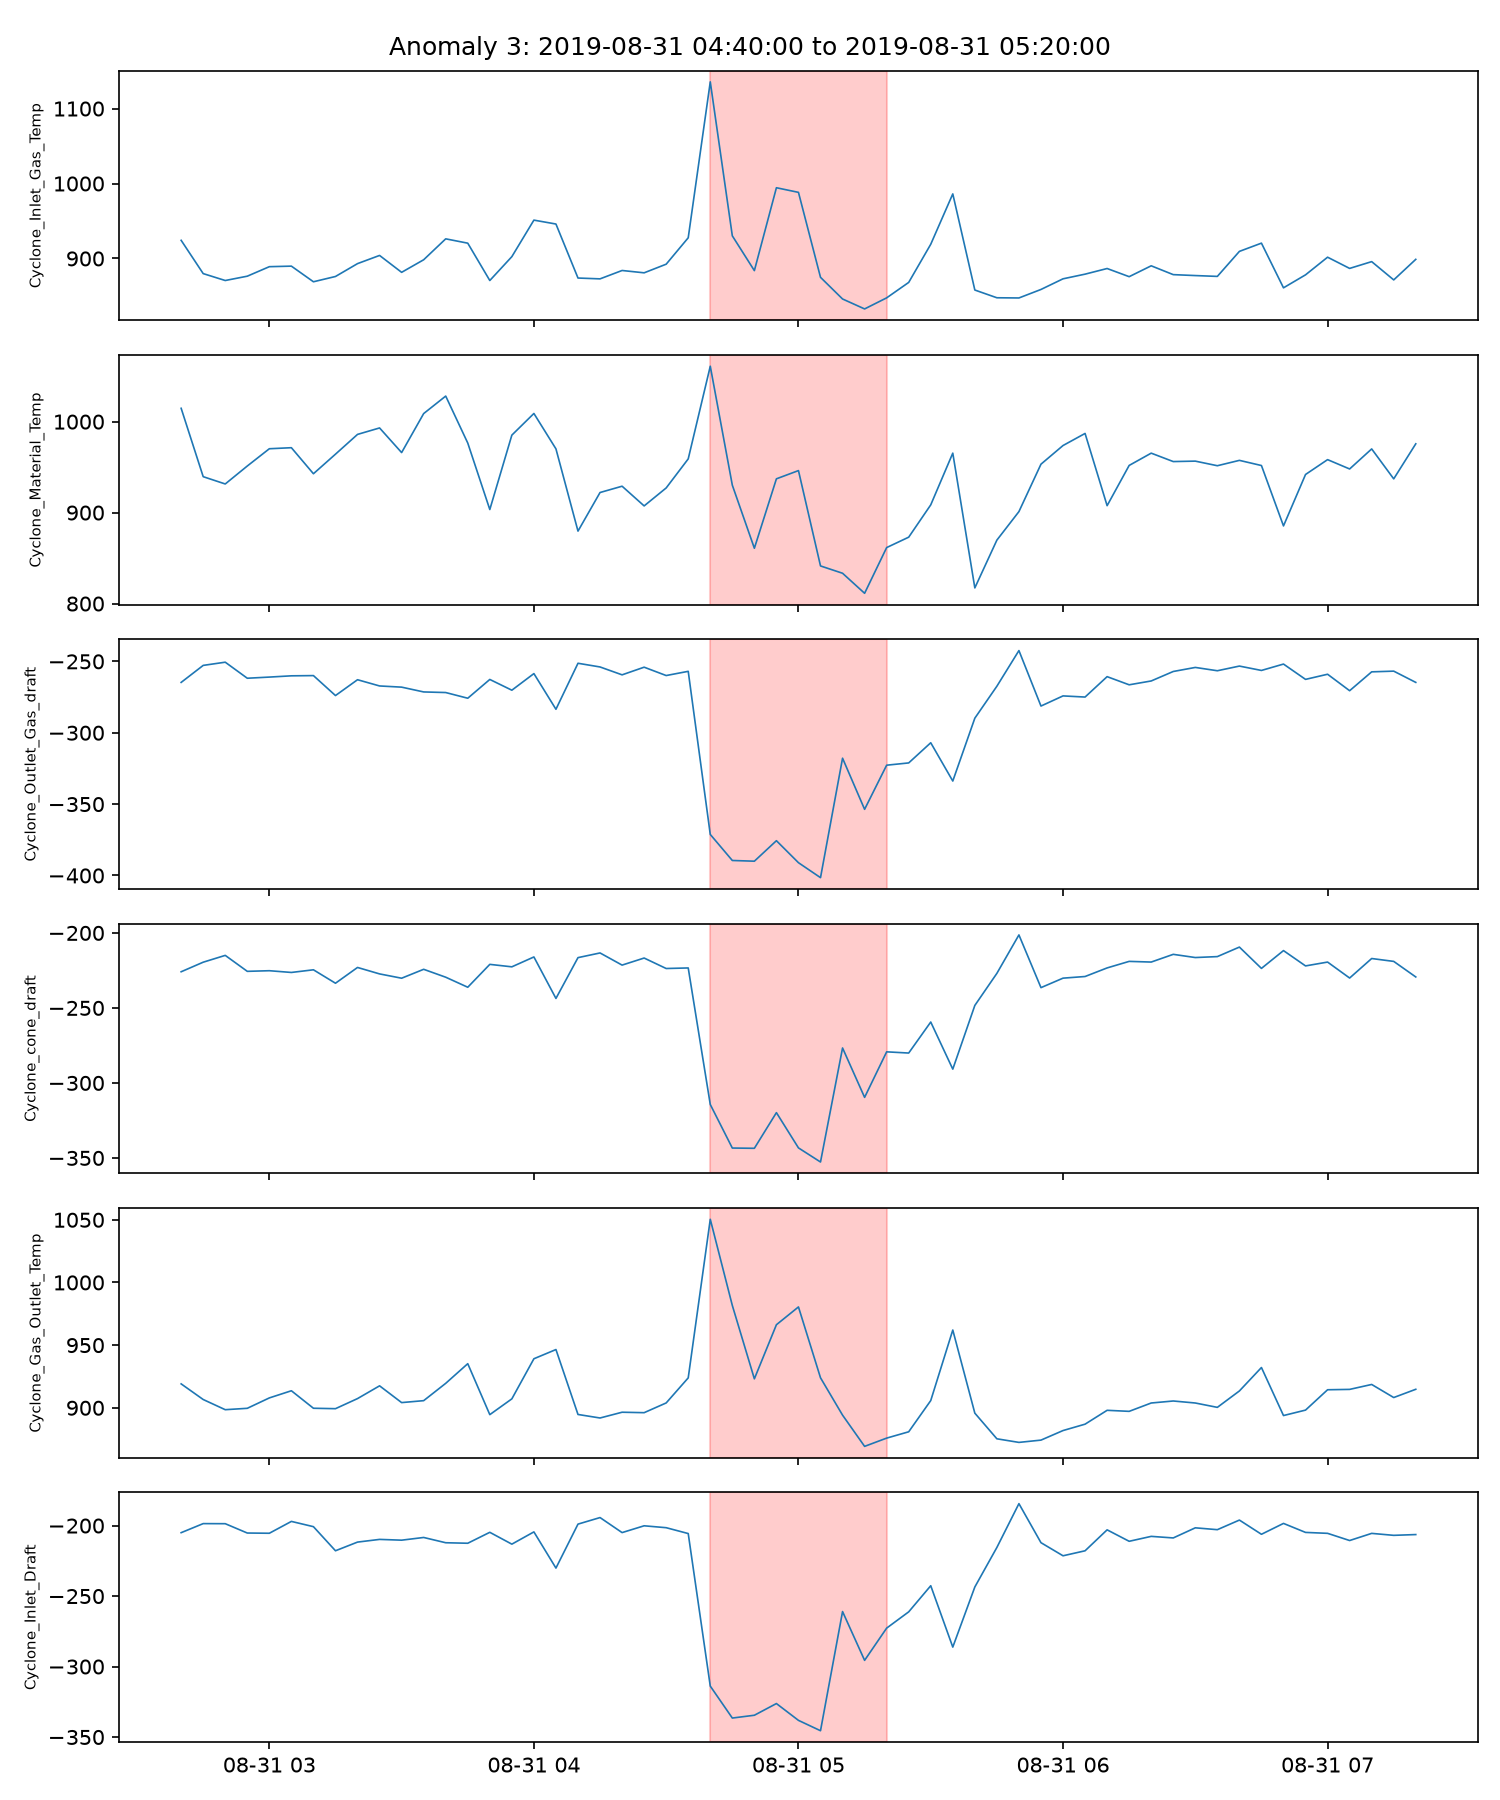 Anomaly 3: 2019-08-31 04:40:00 to 2019-08-31 05:20:00
Cyclone_Inlet_Gas_Temp
1100
1000
900
Cyclone_Material_Temp
1000
900
800
Cyclone_Outlet_Gas_draft
−250
−300
−350
−400
Cyclone_cone_draft
−200
−250
−300
−350
Cyclone_Gas_Outlet_Temp
1050
1000
950
900
Cyclone_Inlet_Draft
−200
−250
−300
−350
08-31 03 08-31 04 08-31 05 08-31 06 08-31 07